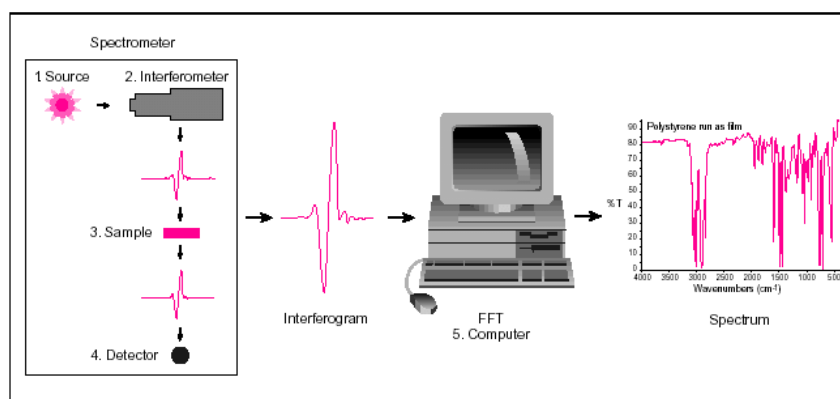 Spectrometer
1. Source
2. Interferometer
3. Sample
4. Detector
Interferogram
FFT
5. Computer
Polystyrene run as film
%T
90
80
70
60
50
40
30
20
10
0
4000 3500 3000 2500 2000 1500 1000 500
Wavenumbers (cm-1)
Spectrum